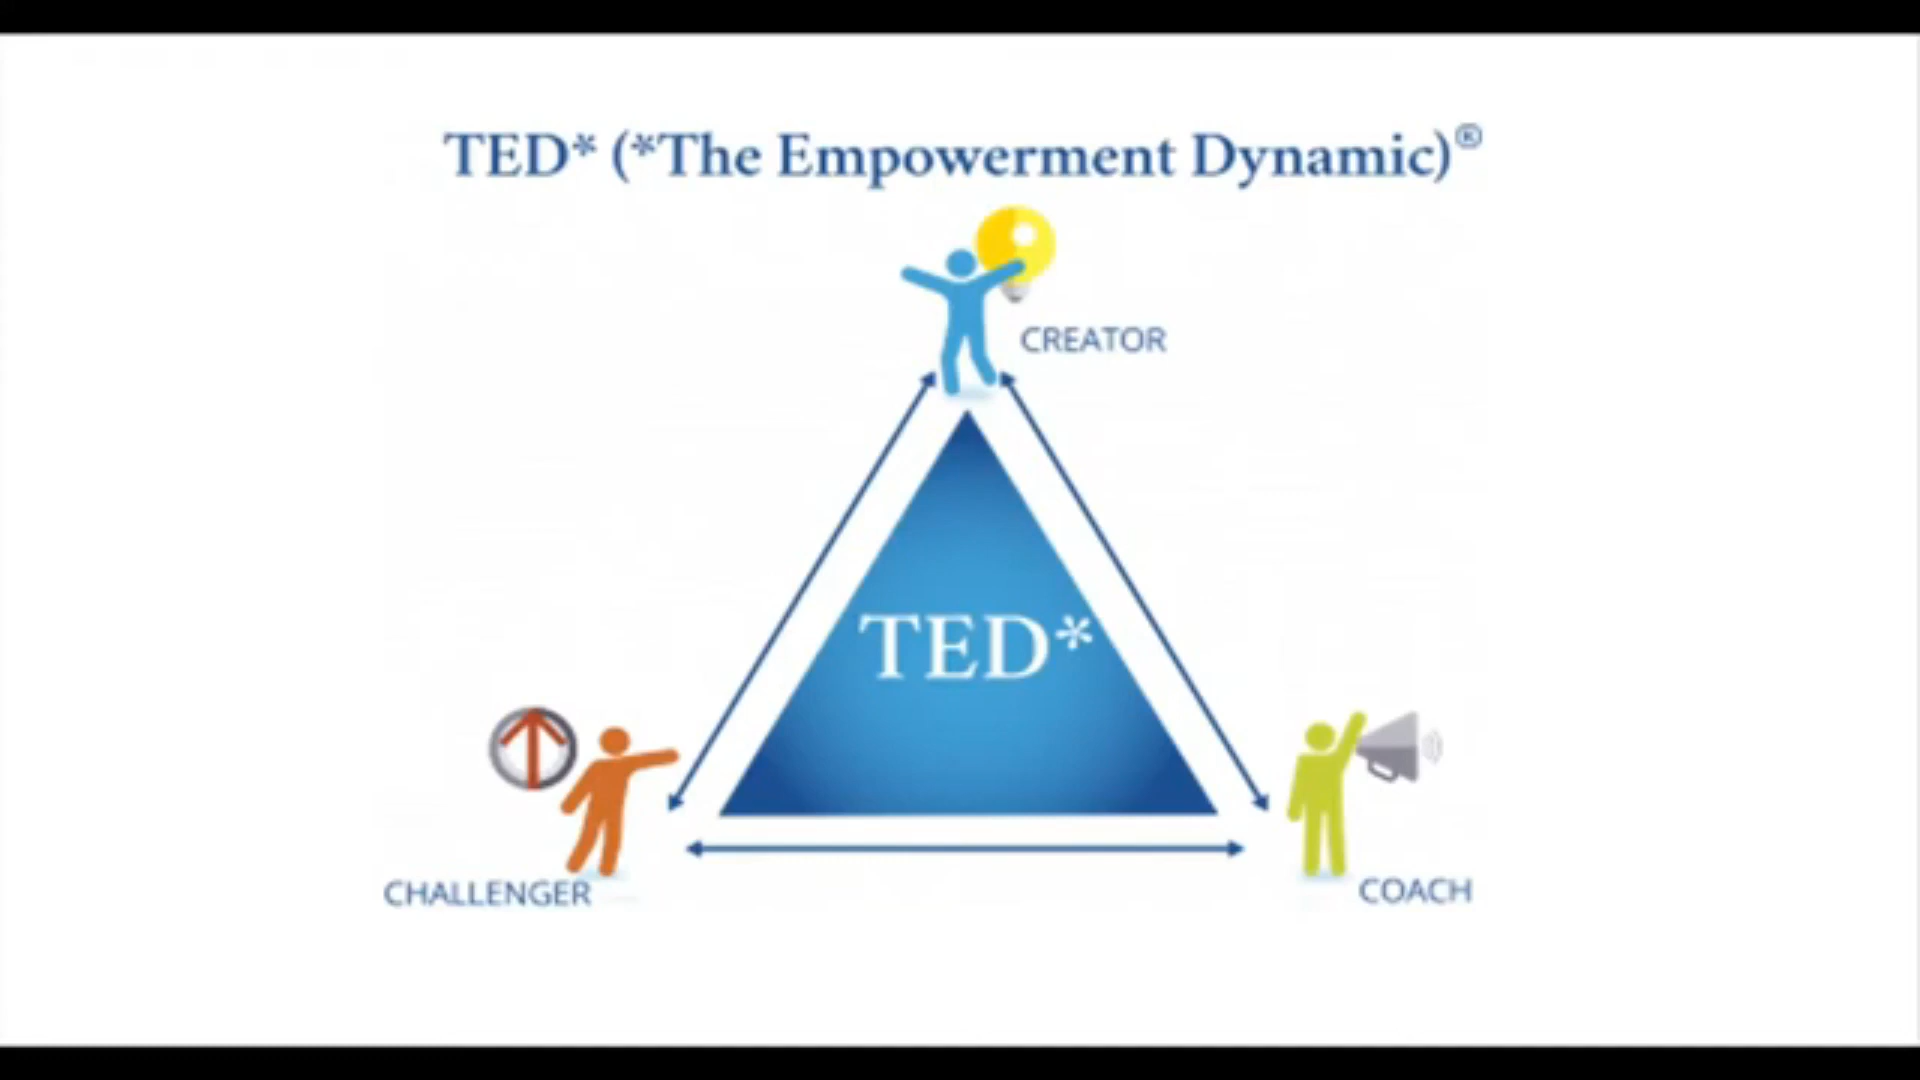 TED* (*The Empowerment Dynamic)®
CREATOR
TED*
CHALLENGER
COACH